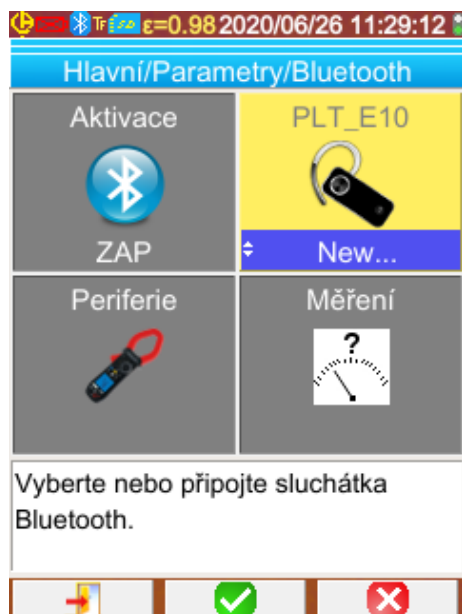 TF ε=0.98 2020/06/26 11:29:12
Hlavní/Parametry/Bluetooth
Aktivace
PLT_E10
ZAP
New...
Periferie
Měření
?
Vyberte nebo připojte sluchátka
Bluetooth.